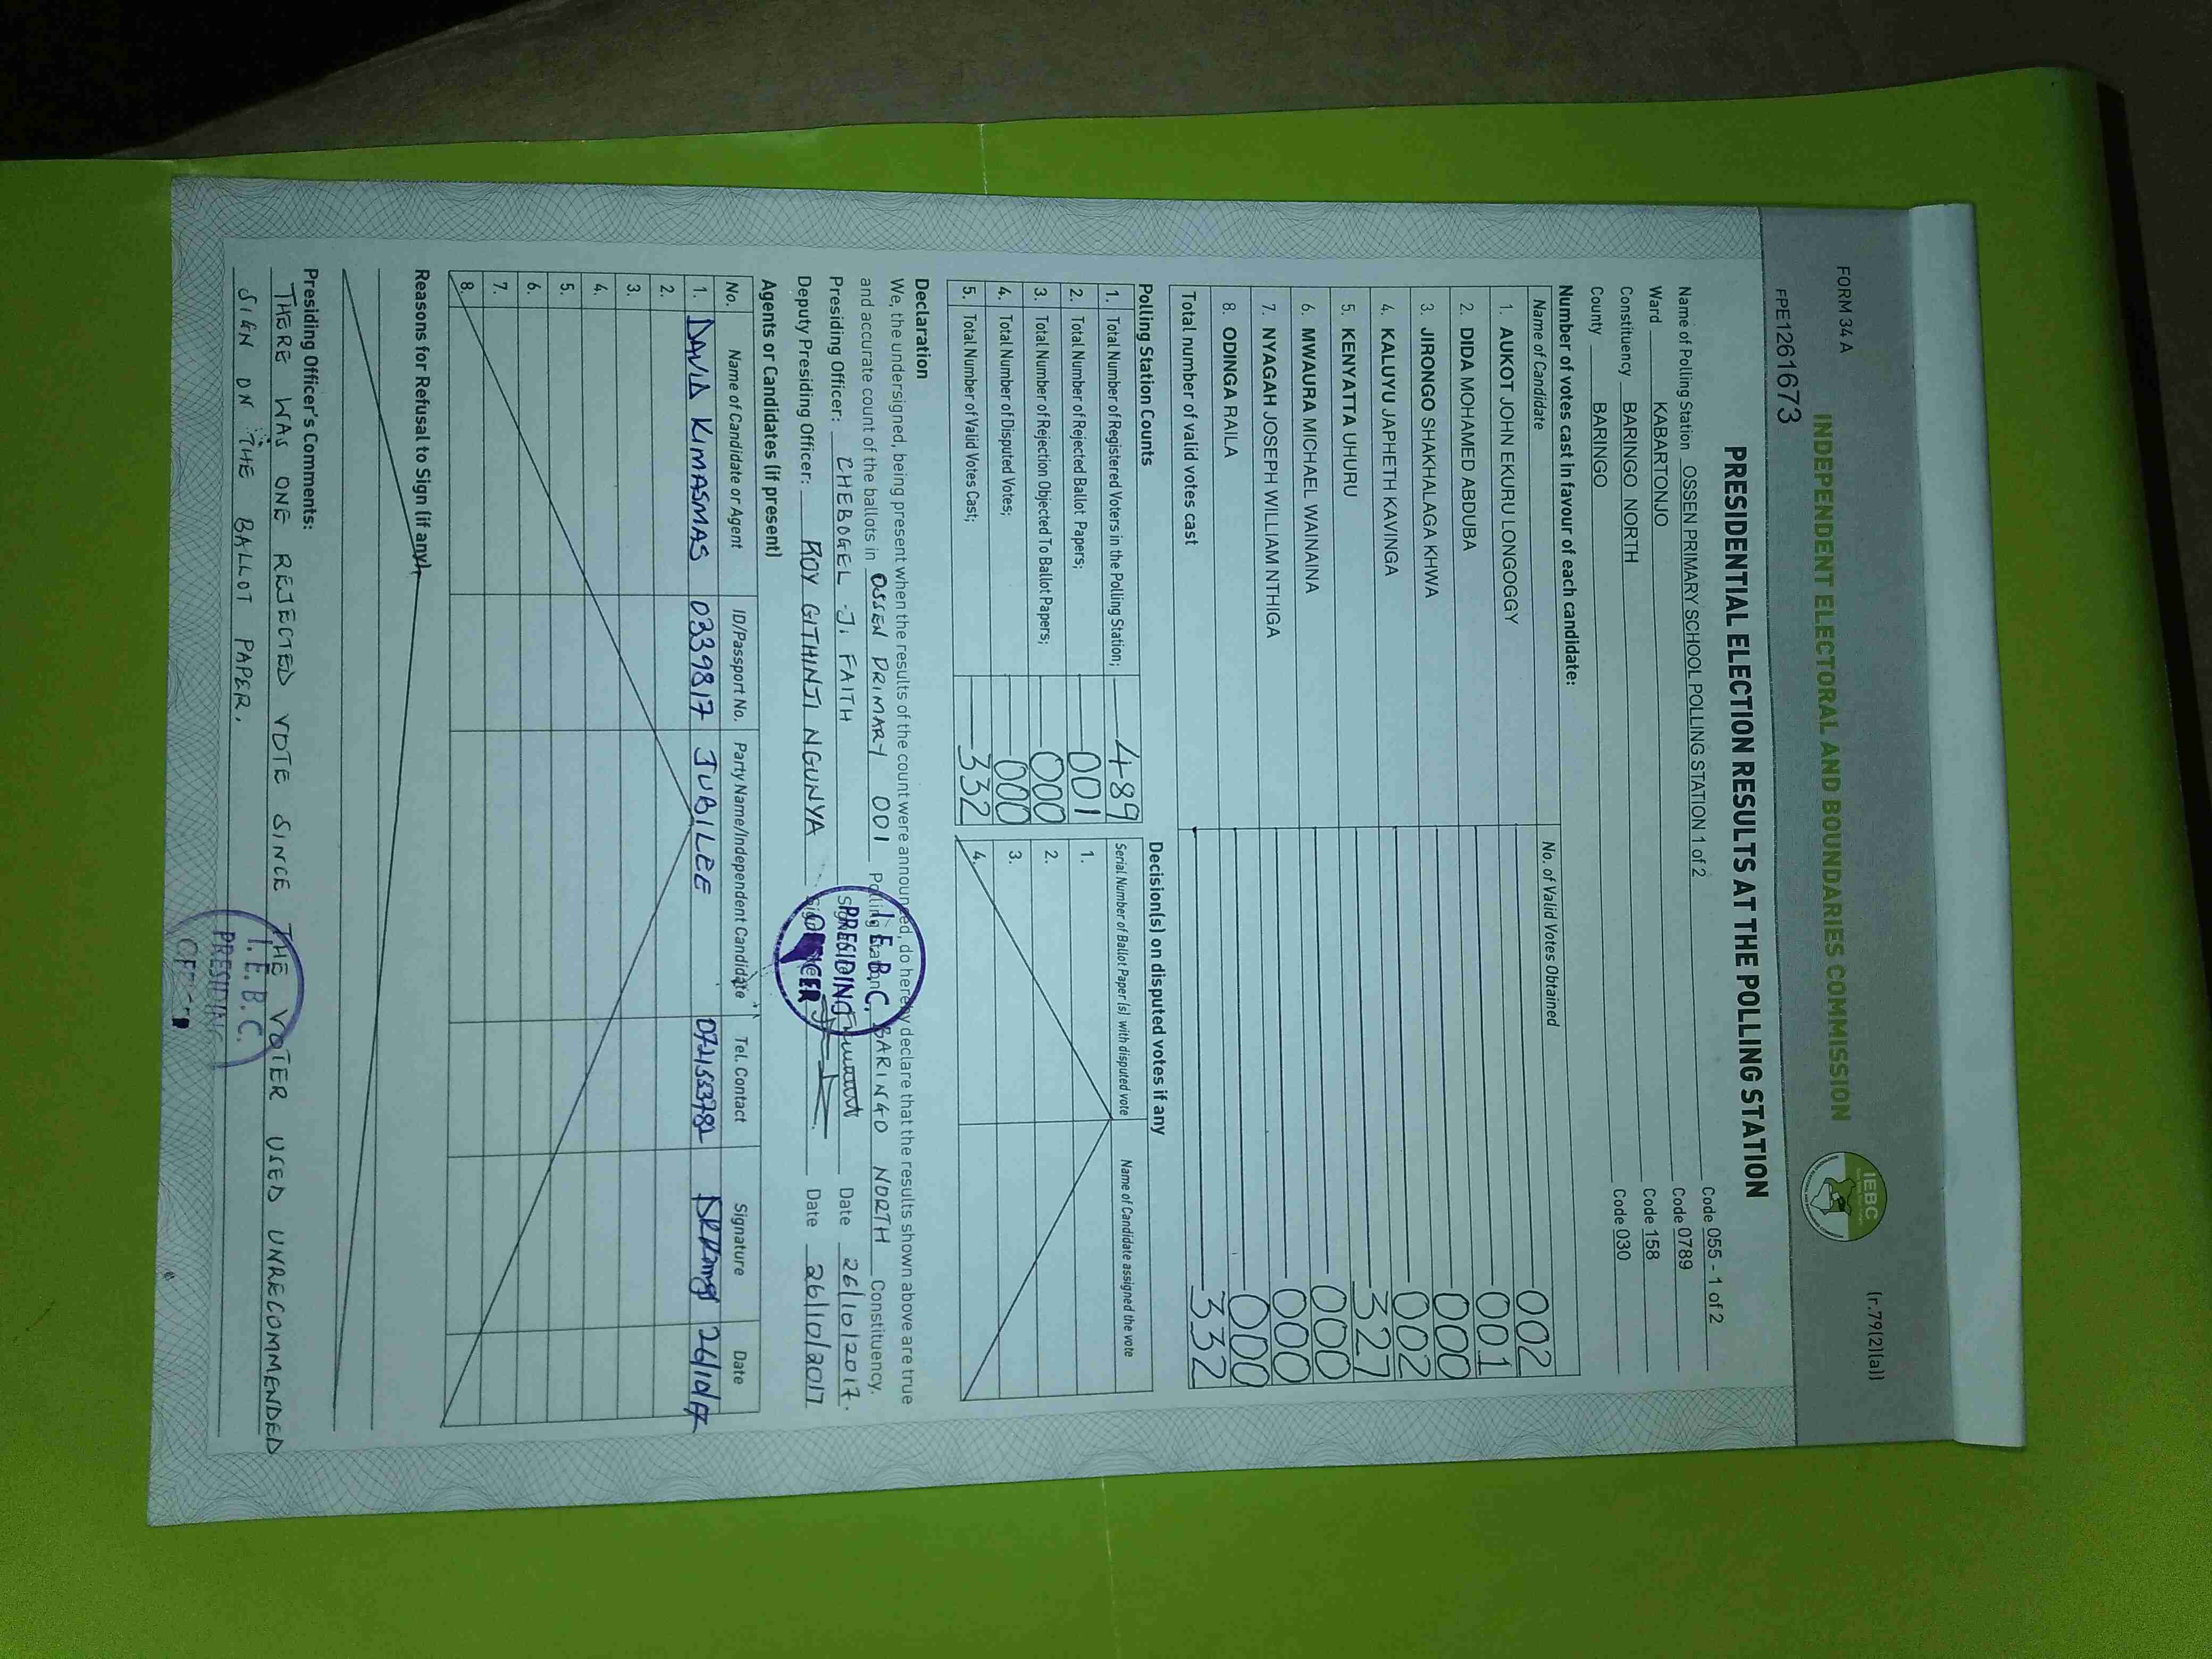 FORM 34 A
(r.79(2)(a))
INDEPENDENT ELECTORAL AND BOUNDARIES COMMISSION
IEBC
FPE1261673
PRESIDENTIAL ELECTION RESULTS AT THE POLLING STATION
Name of Polling Station OSSEN PRIMARY SCHOOL POLLING STATION 1 of 2 Code 055 - 1 of 2
Ward KABARTONJO Code 0789
Constituency BARINGO NORTH Code 158
County BARINGO Code 030
Number of votes cast in favour of each candidate:
Name of Candidate No. of Valid Votes Obtained
1. AUKOT JOHN EKURU LONGOGGY 002
2. DIDA MOHAMED ABDUBA 001
3. JIRONGO SHAKHALAGA KHWA 000
4. KALUYU JAPHETH KAVINGA 002
5. KENYATTA UHURU 327
6. MWAURA MICHAEL WAINAINA 000
7. NYAGAH JOSEPH WILLIAM NTHIGA 000
8. ODINGA RAILA 000
Total number of valid votes cast 332
Polling Station Counts
1. Total Number of Registered Voters in the Polling Station; 489
2. Total Number of Rejected Ballot Papers; 001
3. Total Number of Rejection Objected To Ballot Papers; 000
4. Total Number of Disputed Votes; 000
5. Total Number of Valid Votes Cast; 332
Decision(s) on disputed votes if any
Serial Number of Ballot Paper(s) with disputed vote Name of Candidate assigned the vote
1.
2.
3.
4.
Declaration
We, the undersigned, being present when the results of the count were announced, do hereby declare that the results shown above are true
and accurate count of the ballots in OSSEN PRIMARY 001 Polling Station BARINGO NORTH Constituency.
Presiding Officer: CHEBOGEL J. FAITH Date 26/10/2017.
Deputy Presiding Officer: ROY GITHINJI NGUNYA Date 26/10/2017
I.E.B.C.
PRESIDING
OFFICER
Agents or Candidates (if present)
No. Name of Candidate or Agent ID/Passport No. Party Name/Independent Candidate Tel. Contact Signature Date
1. DAVID KIMASMAS 0339817 JUBILEE 0721533782 26/10/17
2.
3.
4.
5.
6.
7.
8.
Reasons for Refusal to Sign (if any)
Presiding Officer's Comments:
THERE WAS ONE REJECTED VOTE SINCE THE VOTER USED UNRECOMMENDED
SIGN ON THE BALLOT PAPER.
I.E.B.C.
PRESIDING